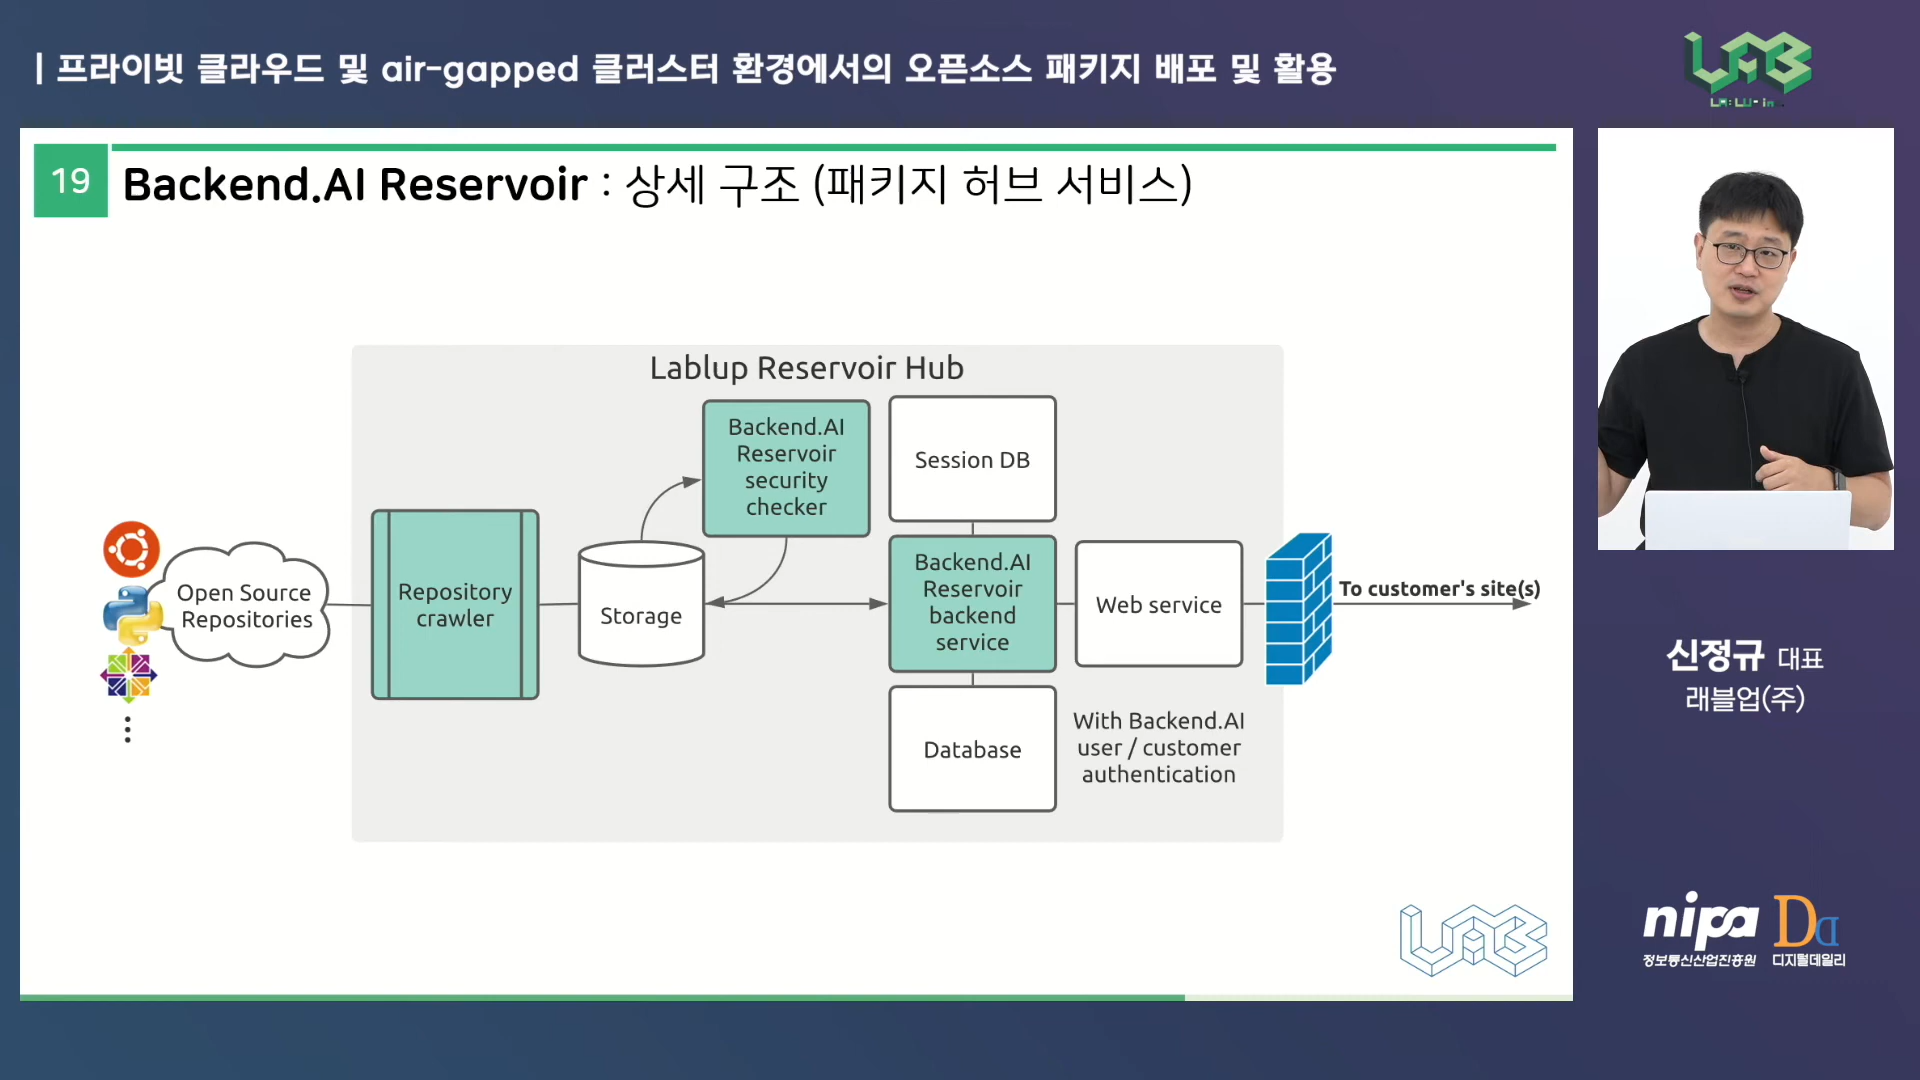 | 프라이빗 클라우드 및 air-gapped 클러스터 환경에서의 오픈소스 패키지 배포 및 활용
19
Backend.AI Reservoir : 상세 구조 (패키지 허브 서비스)
Lablup Reservoir Hub
Backend.AI
Reservoir
security
checker
Session DB
Open Source
Repositories
Repository
crawler
Storage
Backend.AI
Reservoir
backend
service
Web service
To customer's site(s)
Database
With Backend.AI
user / customer
authentication
신정규 대표
래블업(주)
nipa
정보통신산업진흥원
디지털데일리